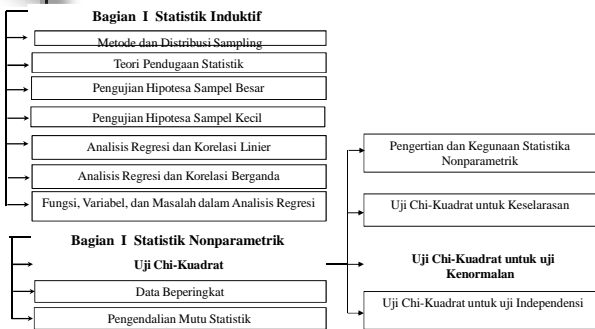 Bagian I Statistik Induktif
Metode dan Distribusi Sampling
Teori Pendugaan Statistik
Pengujian Hipotesa Sampel Besar
Pengujian Hipotesa Sampel Kecil
Analisis Regresi dan Korelasi Linier
Analisis Regresi dan Korelasi Berganda
Fungsi, Variabel, dan Masalah dalam Analisis Regresi
Bagian I Statistik Nonparametrik
Uji Chi-Kuadrat
Data Beperingkat
Pengendalian Mutu Statistik
Pengertian dan Kegunaan Statistika
Nonparametrik
Uji Chi-Kuadrat untuk Keselarasan
Uji Chi-Kuadrat untuk uji
Kenormalan
Uji Chi-Kuadrat untuk uji Independensi